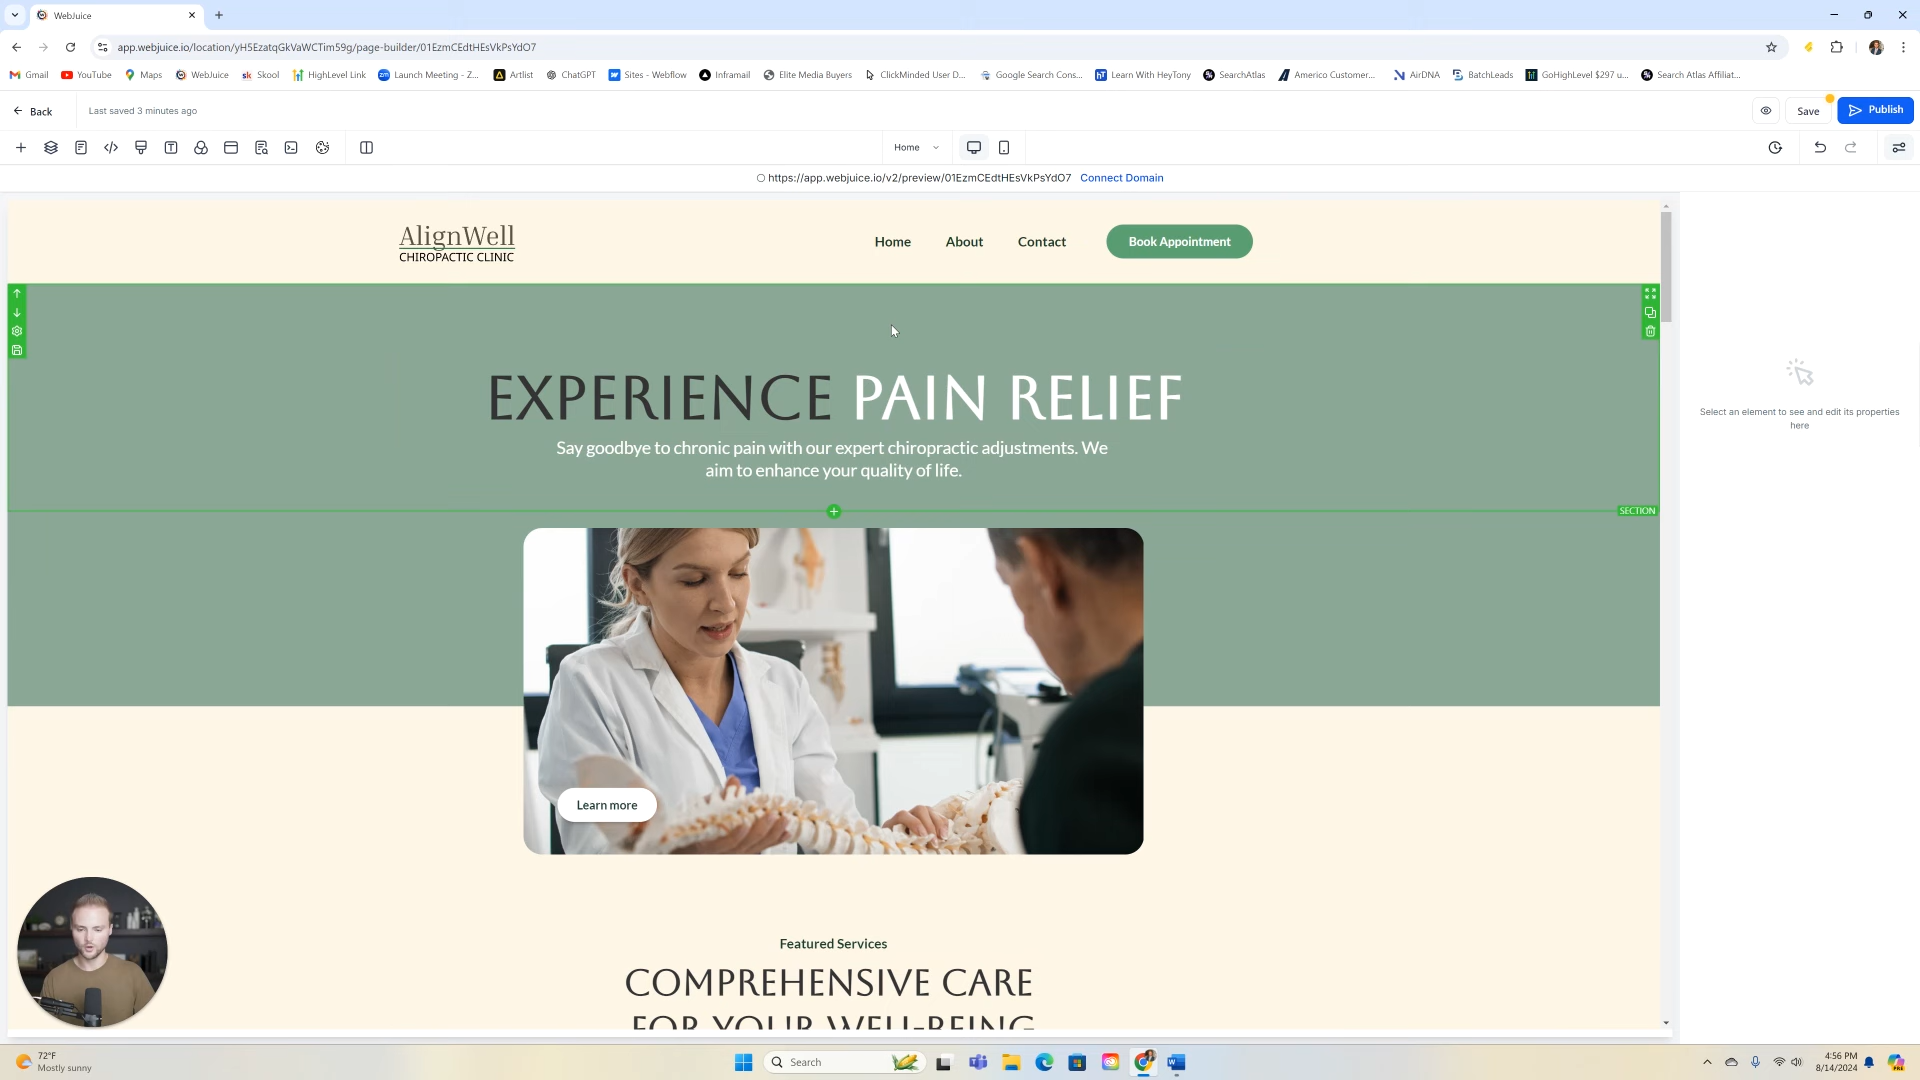 WebJuice
app.webjuice.io/location/yH5EzatqGkVaWCTim59g/page-builder/01EzmCEdtHEsVkPsYdO7
Gmail
YouTube
Maps
WebJuice
Skool
HighLevel Link
Launch Meeting - Z...
Artlist
ChatGPT
Sites - Webflow
Inframail
Elite Media Buyers
ClickMinded User D...
Google Search Cons...
Learn With HeyTony
SearchAtlas
Americo Customer...
AirDNA
BatchLeads
GoHighLevel $297 u...
Search Atlas Affiliat...
Back
Last saved 3 minutes ago
Save
Publish
Home
https://app.webjuice.io/v2/preview/01EzmCEdtHEsVkPsYdO7 Connect Domain
AlignWell
CHIROPACTIC CLINIC
Home
About
Contact
Book Appointment
EXPERIENCE PAIN RELIEF
Say goodbye to chronic pain with our expert chiropractic adjustments. We
aim to enhance your quality of life.
SECTION
Select an element to see and edit its properties
here
Learn more
Featured Services
COMPREHENSIVE CARE
FOR YOUR WELL-BEING
72°F
Mostly sunny
Search
4:56 PM
8/14/2024